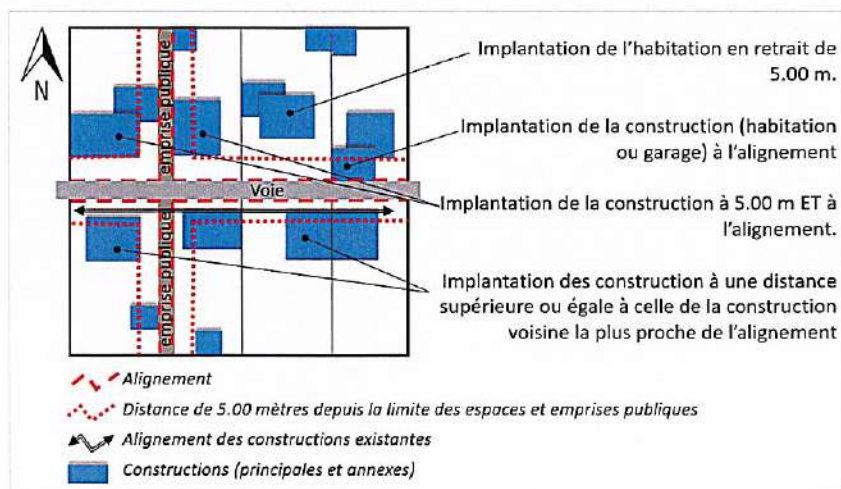 N
emprise publique
Voie
emprise publique
Implantation de l'habitation en retrait de
5.00 m.
Implantation de la construction (habitation
ou garage) à l'alignement
Implantation de la construction à 5.00 m ET à
l'alignement.
Implantation des construction à une distance
supérieure ou égale à celle de la construction
voisine la plus proche de l'alignement
Alignement
Distance de 5.00 mètres depuis la limite des espaces et emprises publiques
Alignement des constructions existantes
Constructions (principales et annexes)